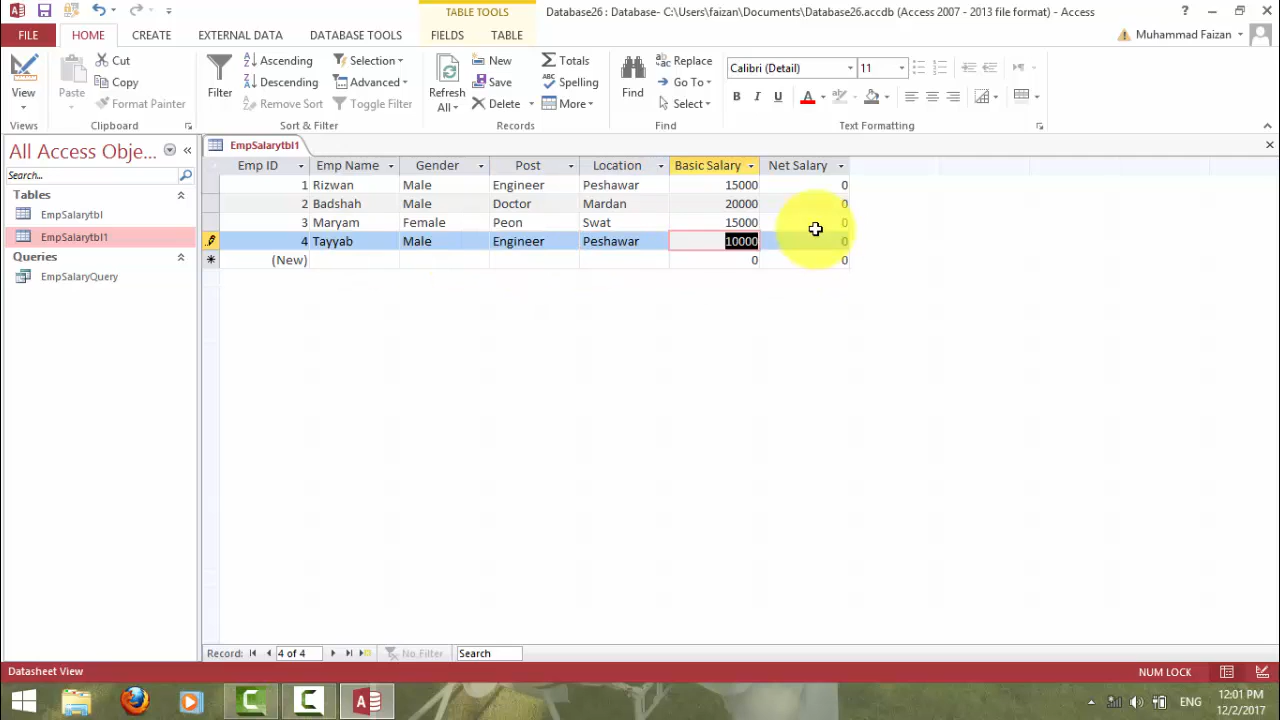 TABLE TOOLS
Database26 : Database- C:\Users\faizan\Documents\Database26.accdb (Access 2007 - 2013 file format) - Access
FILE HOME CREATE EXTERNAL DATA DATABASE TOOLS FIELDS TABLE Muhammad Faizan
View
Views
Paste
Cut
Copy
Format Painter
Clipboard
Filter
Ascending
Descending
Remove Sort
Selection
Advanced
Toggle Filter
Sort & Filter
Refresh
All
New
Save
Delete
Totals
Spelling
More
Records
Find
Replace
Go To
Select
Find
Calibri (Detail) 11
B I U A
Text Formatting
All Access Obje...
Search...
Tables
EmpSalarytbl
EmpSalarytbl1
Queries
EmpSalaryQuery
EmpSalarytbl1
Emp ID Emp Name Gender Post Location Basic Salary Net Salary
1 Rizwan Male Engineer Peshawar 15000 0
2 Badshah Male Doctor Mardan 20000 0
3 Maryam Female Peon Swat 15000 0
4 Tayyab Male Engineer Peshawar 10000 0
(New) 0 0
Record: 4 of 4 No Filter Search
Datasheet View NUM LOCK
ENG
12:01 PM
12/2/2017